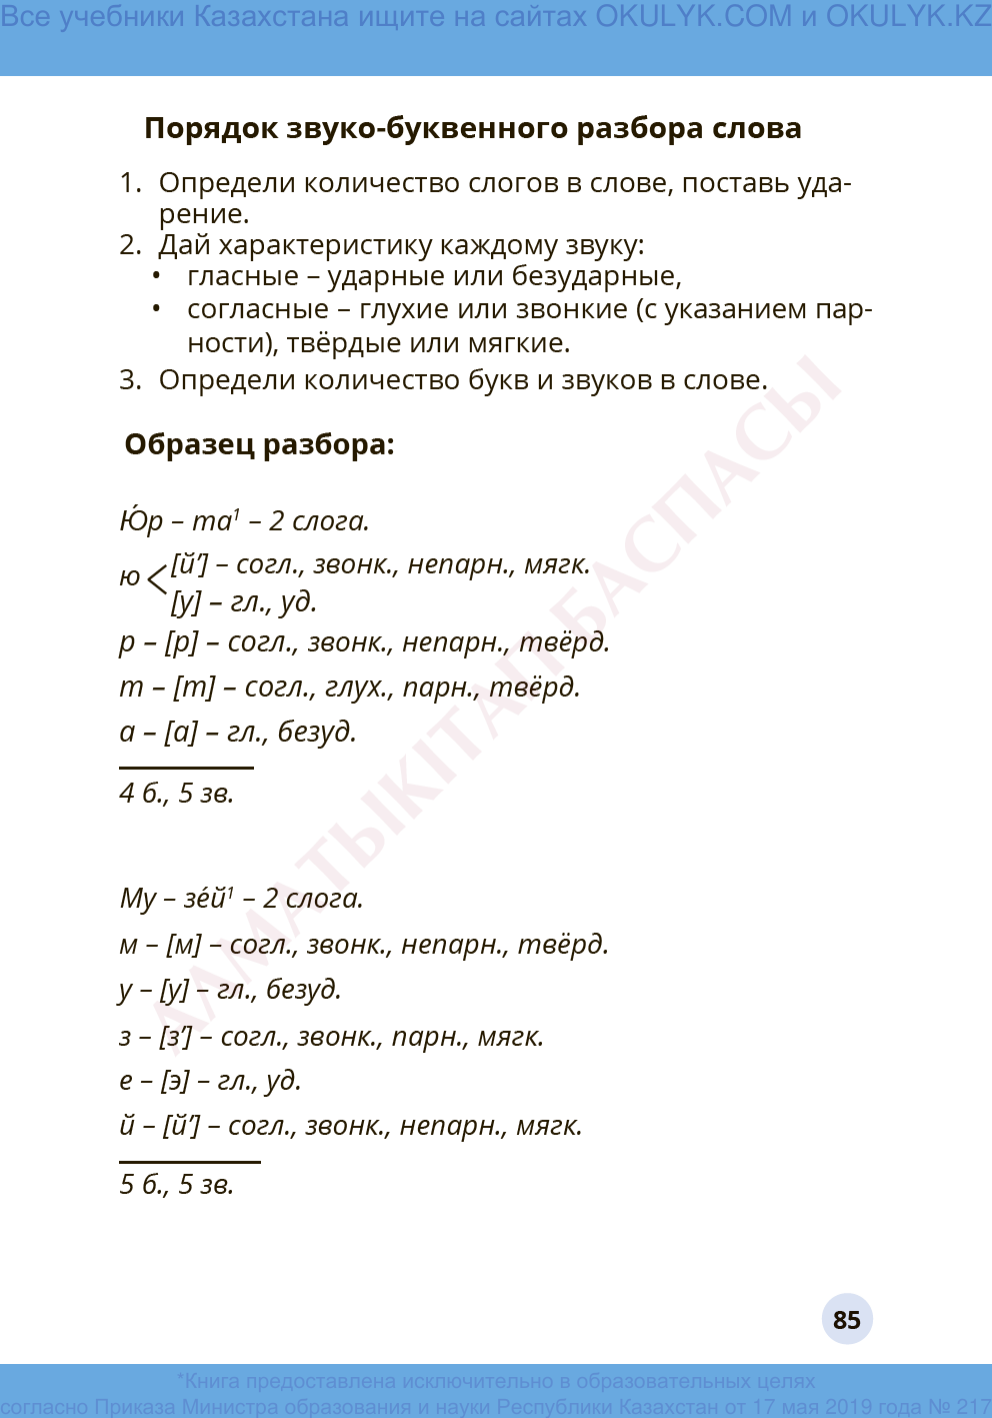 Все учебники Казахстана ищите на сайтах OKULYK.COM и OKULYK.KZ
Порядок звуко-буквенного разбора слова
1. Определи количество слогов в слове, поставь уда-
рение.
2. Дай характеристику каждому звуку:
• гласные – ударные или безударные,
• согласные – глухие или звонкие (с указанием пар-
ности), твёрдые или мягкие.
3. Определи количество букв и звуков в слове.
Образец разбора:
Ю́р – та¹ – 2 слога.
ю < [й’] – согл., звонк., непарн., мягк.
[у] – гл., уд.
р – [р] – согл., звонк., непарн., твёрд.
т – [т] – согл., глух., парн., твёрд.
а – [а] – гл., безуд.
4 б., 5 зв.
Му – зе́й¹ – 2 слога.
м – [м] – согл., звонк., непарн., твёрд.
у – [у] – гл., безуд.
з – [з’] – согл., звонк., парн., мягк.
е – [э] – гл., уд.
й – [й’] – согл., звонк., непарн., мягк.
5 б., 5 зв.
АЛМАТЫКІТАП БАСПАСЫ
85
*Книга предоставлена исключительно в образовательных целях
согласно Приказа Министра образования и науки Республики Казахстан от 17 мая 2019 года № 217